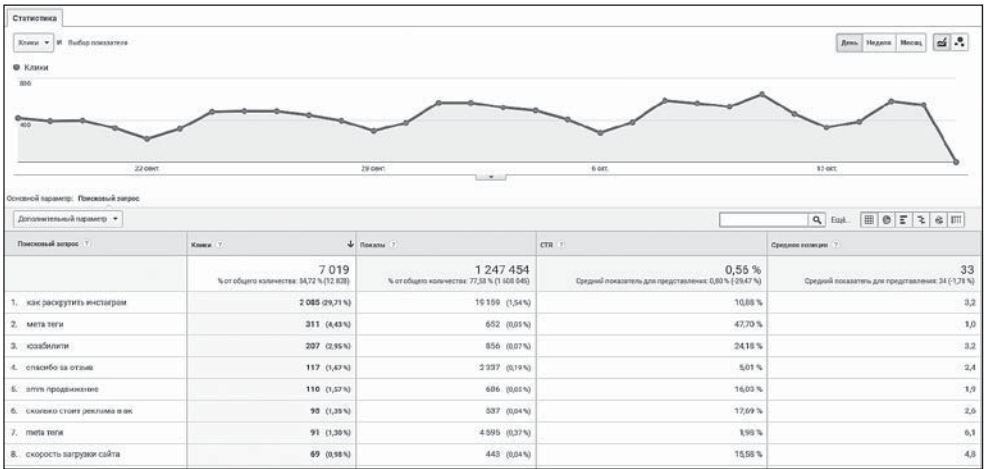 Статистика
Клики и Выбор показателя День Неделя Месяц
Клики
800
400
22 сент. 29 сент. 6 окт. 13 окт.
Основной параметр: Поисковый запрос
Дополнительный параметр Ещё..
Поисковый запрос ? Клики ? Показы ? CTR ? Средняя позиция ?
7 019 1 247 454 0,56 % 33
% от общего количества: 54,72 % (12 828) % от общего количества: 77,58 % (1 608 045) Средний показатель для представления: 0,80 % (-29,47 %) Средний показатель для представления: 34 (-1,78 %)
1. как раскрутить инстаграм 2 085 (29,71 %) 19 159 (1,54 %) 10,88 % 3,2
2. мета теги 311 (4,43 %) 652 (0,05 %) 47,70 % 1,0
3. юзабилити 207 (2,95 %) 856 (0,07 %) 24,18 % 3,2
4. спасибо за отзыв 117 (1,67 %) 2 337 (0,19 %) 5,01 % 2,4
5. smm продвижение 110 (1,57 %) 686 (0,05 %) 16,03 % 1,9
6. сколько стоит реклама в вк 95 (1,35 %) 537 (0,04 %) 17,69 % 2,6
7. meta теги 91 (1,30 %) 4 595 (0,37 %) 1,98 % 6,1
8. скорость загрузки сайта 69 (0,98 %) 443 (0,04 %) 15,58 % 4,8